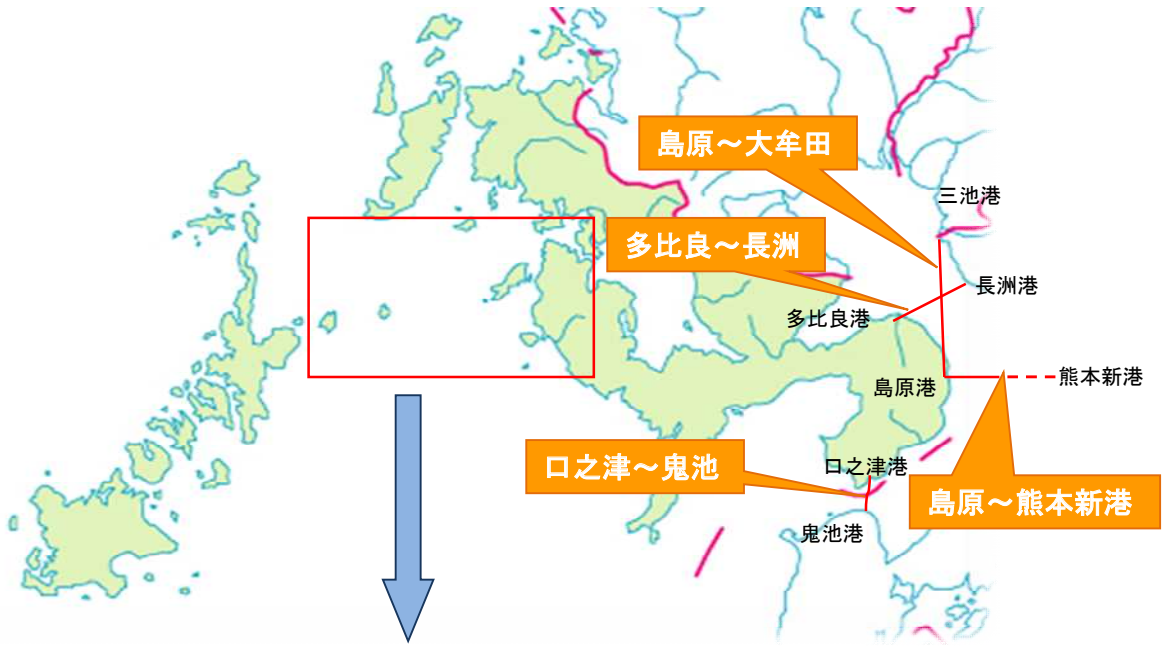 島原～大牟田
三池港
多比良～長洲
長洲港
多比良港
熊本新港
島原港
口之津～鬼池
口之津港
島原～熊本新港
鬼池港